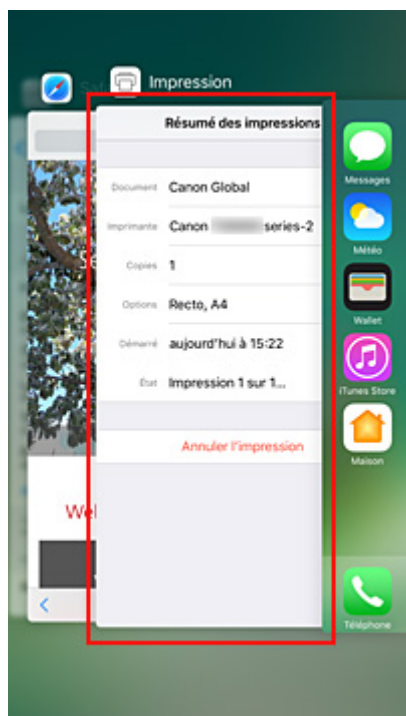 Impression
Résumé des impressions
Document Canon Global
Imprimante Canon series-2
Copies 1
Options Recto, A4
Démarré aujourd'hui à 15:22
État Impression 1 sur 1...
Annuler l'impression
Wel
Messages
Météo
Wallet
iTunes Store
Maison
Téléphone